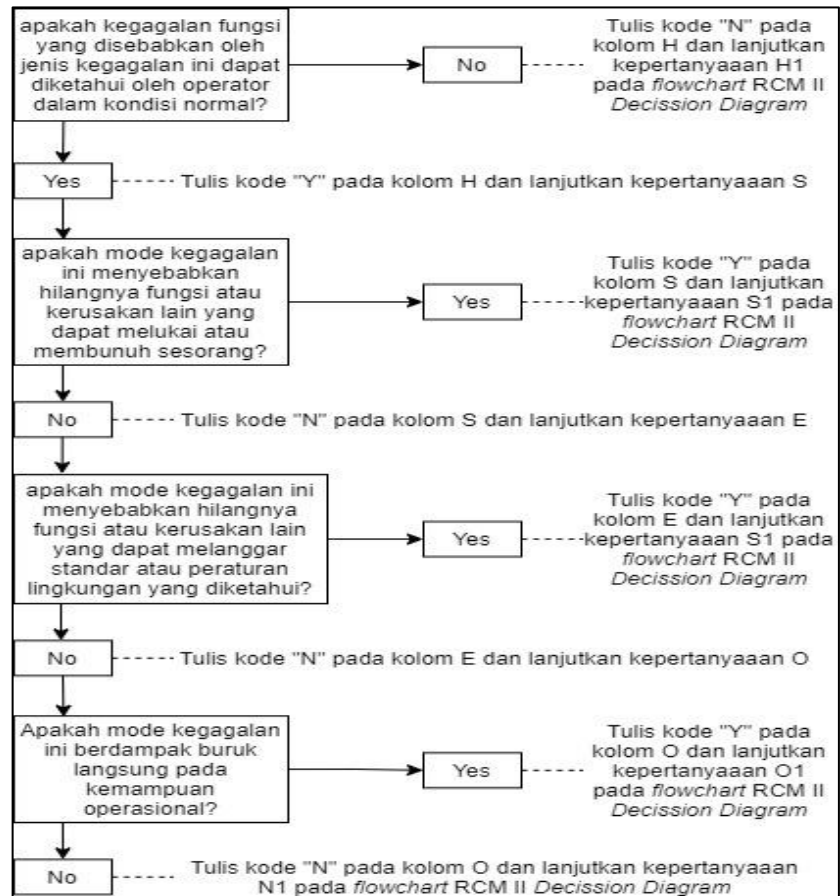 apakah kegagalan fungsi
yang disebabkan oleh
jenis kegagalan ini dapat
diketahui oleh operator
dalam kondisi normal?
No
Tulis kode "N" pada
kolom H dan lanjutkan
kepertanyaaan H1
pada flowchart RCM II
Decission Diagram
Yes
Tulis kode "Y" pada kolom H dan lanjutkan kepertanyaaan S
apakah mode kegagalan
ini menyebabkan
hilangnya fungsi atau
kerusakan lain yang
dapat melukai atau
membunuh sesorang?
Yes
Tulis kode "Y" pada
kolom S dan lanjutkan
kepertanyaaan S1 pada
flowchart RCM II
Decission Diagram
No
Tulis kode "N" pada kolom S dan lanjutkan kepertanyaaan E
apakah mode kegagalan ini
menyebabkan hilangnya
fungsi atau kerusakan lain
yang dapat melanggar
standar atau peraturan
lingkungan yang diketahui?
Yes
Tulis kode "Y" pada
kolom E dan lanjutkan
kepertanyaaan S1 pada
flowchart RCM II
Decission Diagram
No
Tulis kode "N" pada kolom E dan lanjutkan kepertanyaaan O
Apakah mode kegagalan
ini berdampak buruk
langsung pada
kemampuan
operasional?
Yes
Tulis kode "Y" pada
kolom O dan lanjutkan
kepertanyaaan O1
pada flowchart RCM II
Decission Diagram
No
Tulis kode "N" pada kolom O dan lanjutkan kepertanyaaan
N1 pada flowchart RCM II Decission Diagram